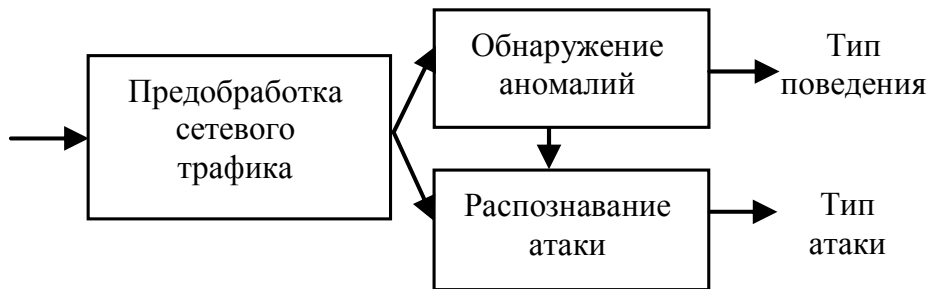 Предобработка
сетевого
трафика
Обнаружение
аномалий
Тип
поведения
Распознавание
атаки
Тип
атаки